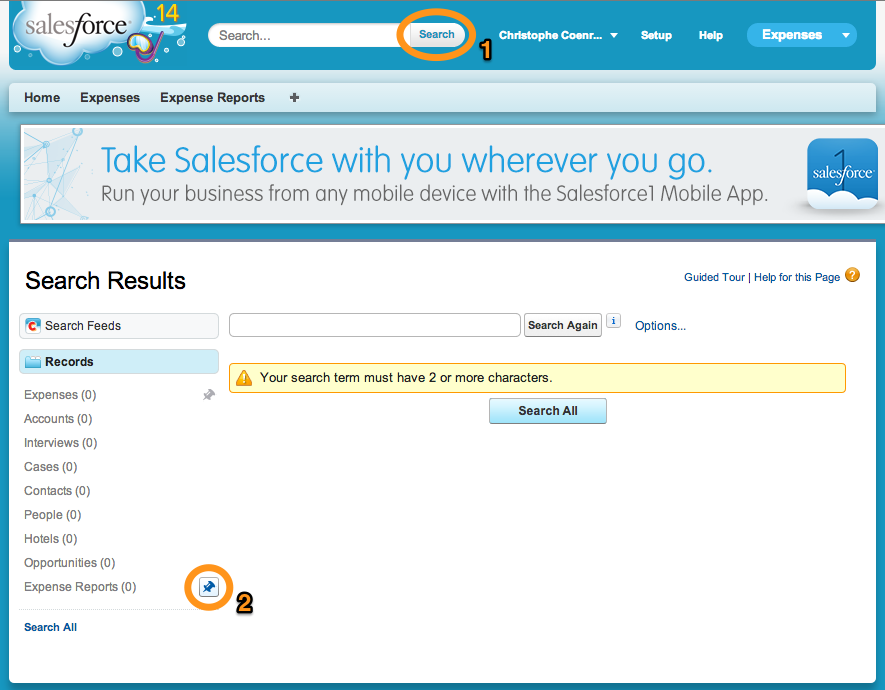 salesforce 14
Search... Search 1 Christophe Coenr... Setup Help Expenses
Home Expenses Expense Reports +
Take Salesforce with you wherever you go.
Run your business from any mobile device with the Salesforce1 Mobile App.
1
salesforce
Search Results
Guided Tour | Help for this Page ?
Search Feeds
Search Again i Options...
Records
Your search term must have 2 or more characters.
Search All
Expenses (0)
Accounts (0)
Interviews (0)
Cases (0)
Contacts (0)
People (0)
Hotels (0)
Opportunities (0)
Expense Reports (0) 2
Search All